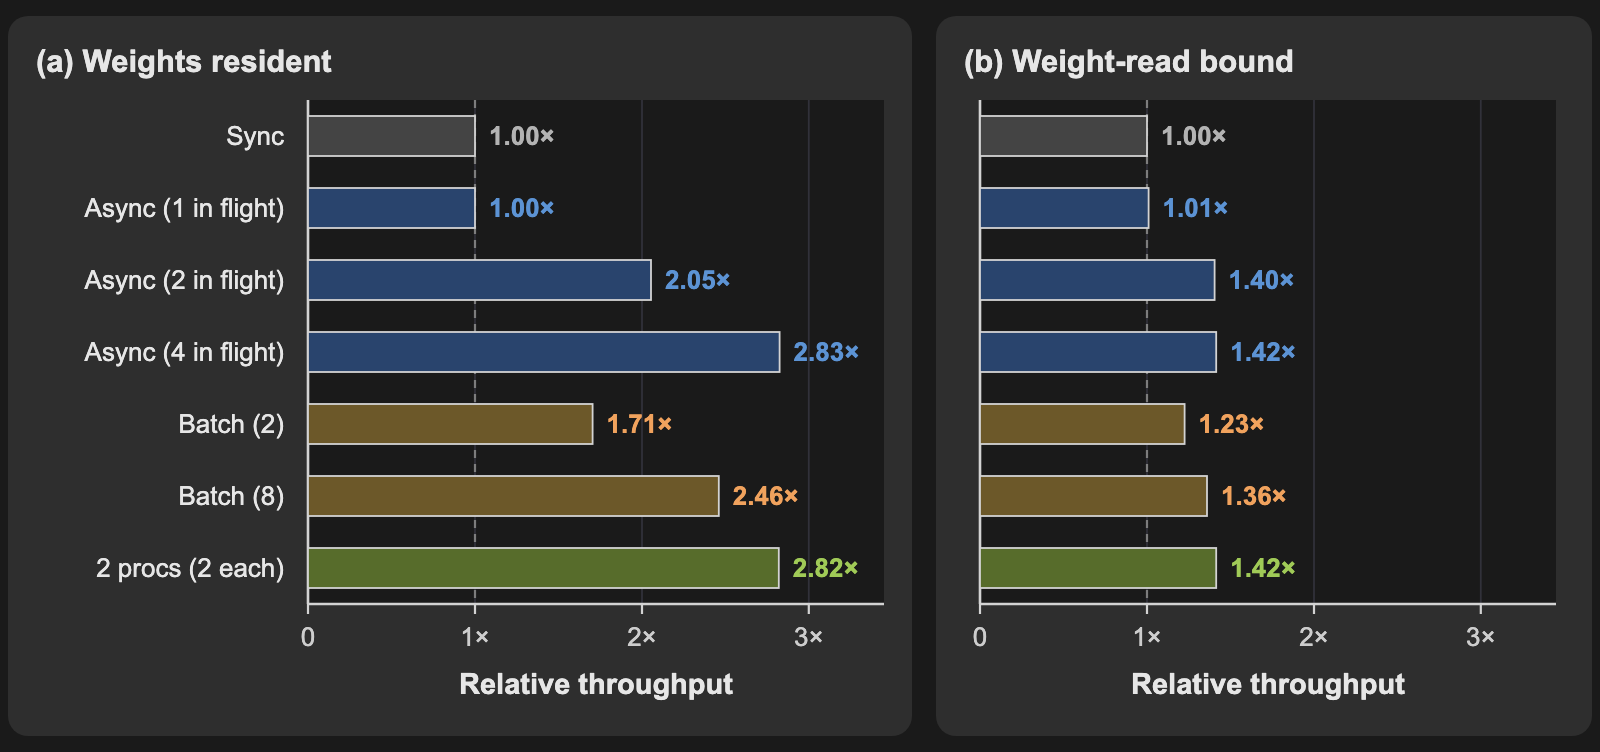 (a) Weights resident
Sync
1.00×
Async (1 in flight)
1.00×
Async (2 in flight)
2.05×
Async (4 in flight)
2.83×
Batch (2)
1.71×
Batch (8)
2.46×
2 procs (2 each)
2.82×
0
1×
2×
3×
Relative throughput
(b) Weight-read bound
1.00×
1.01×
1.40×
1.42×
1.23×
1.36×
1.42×
0
1×
2×
3×
Relative throughput